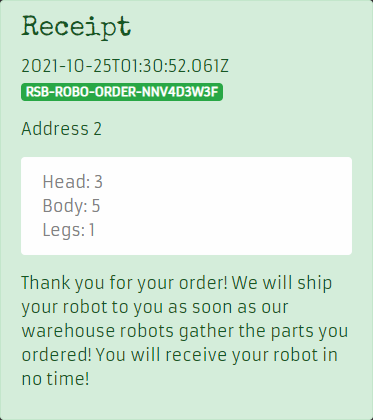 Receipt
2021-10-25T01:30:52.061Z
RSB-ROBO-ORDER-NNV4D3W3F
Address 2
Head: 3
Body: 5
Legs: 1
Thank you for your order! We will ship
your robot to you as soon as our
warehouse robots gather the parts you
ordered! You will receive your robot in
no time!